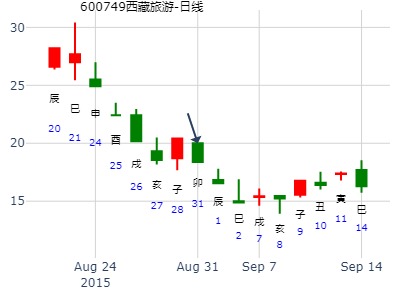 600749西藏旅游-日线
30
25
20
15
辰
20
巳
21
申
24
酉
25
戌
26
亥
27
子
28
卯
31
辰
1
巳
2
戌
7
亥
8
子
9
丑
10
寅
11
巳
14
Aug 24
2015
Aug 31
Sep 7
Sep 14